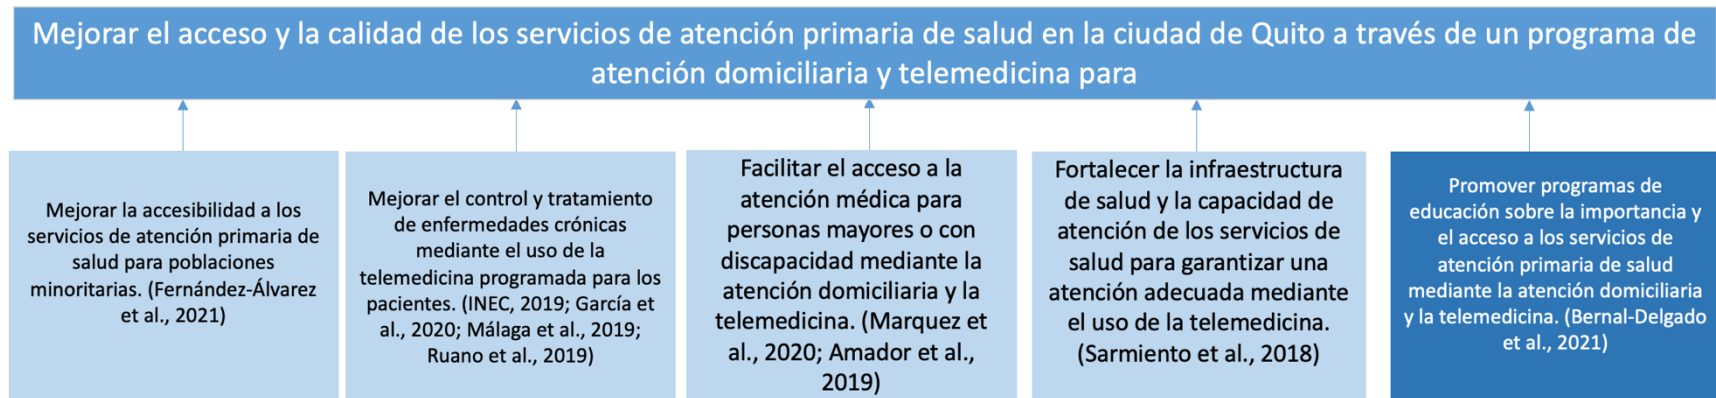 Mejorar el acceso y la calidad de los servicios de atención primaria de salud en la ciudad de Quito a través de un programa de
atención domiciliaria y telemedicina para
Mejorar la accesibilidad a los
servicios de atención primaria de
salud para poblaciones
minoritarias. (Fernández-Álvarez
et al., 2021)
Mejorar el control y tratamiento
de enfermedades crónicas
mediante el uso de la
telemedicina programada para los
pacientes. (INEC, 2019; García et
al., 2020; Málaga et al., 2019;
Ruano et al., 2019)
Facilitar el acceso a la
atención médica para
personas mayores o con
discapacidad mediante la
atención domiciliaria y la
telemedicina. (Marquez et
al., 2020; Amador et al.,
2019)
Fortalecer la infraestructura
de salud y la capacidad de
atención de los servicios de
salud para garantizar una
atención adecuada mediante
el uso de la telemedicina.
(Sarmiento et al., 2018)
Promover programas de
educación sobre la importancia y
el acceso a los servicios de
atención primaria de salud
mediante la atención domiciliaria
y la telemedicina. (Bernal-Delgado
et al., 2021)